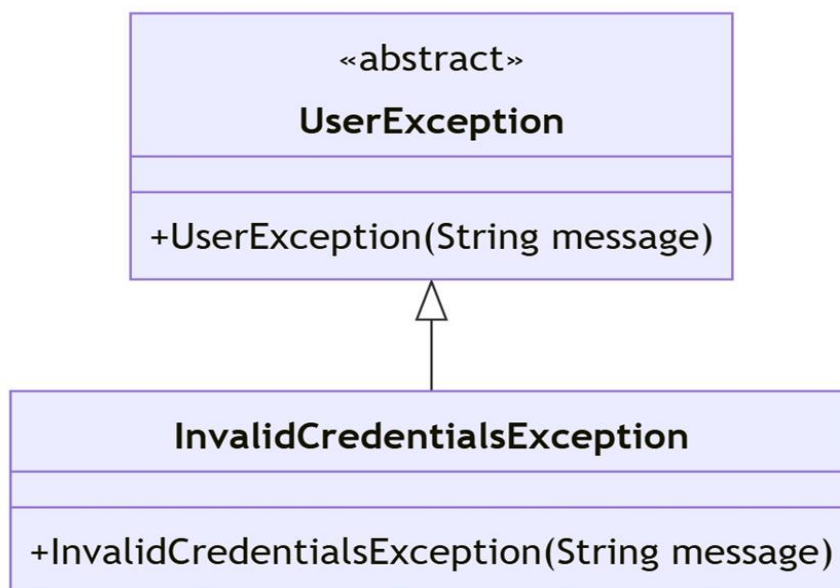 «abstract»
UserException
+UserException(String message)
InvalidCredentialsException
+InvalidCredentialsException(String message)